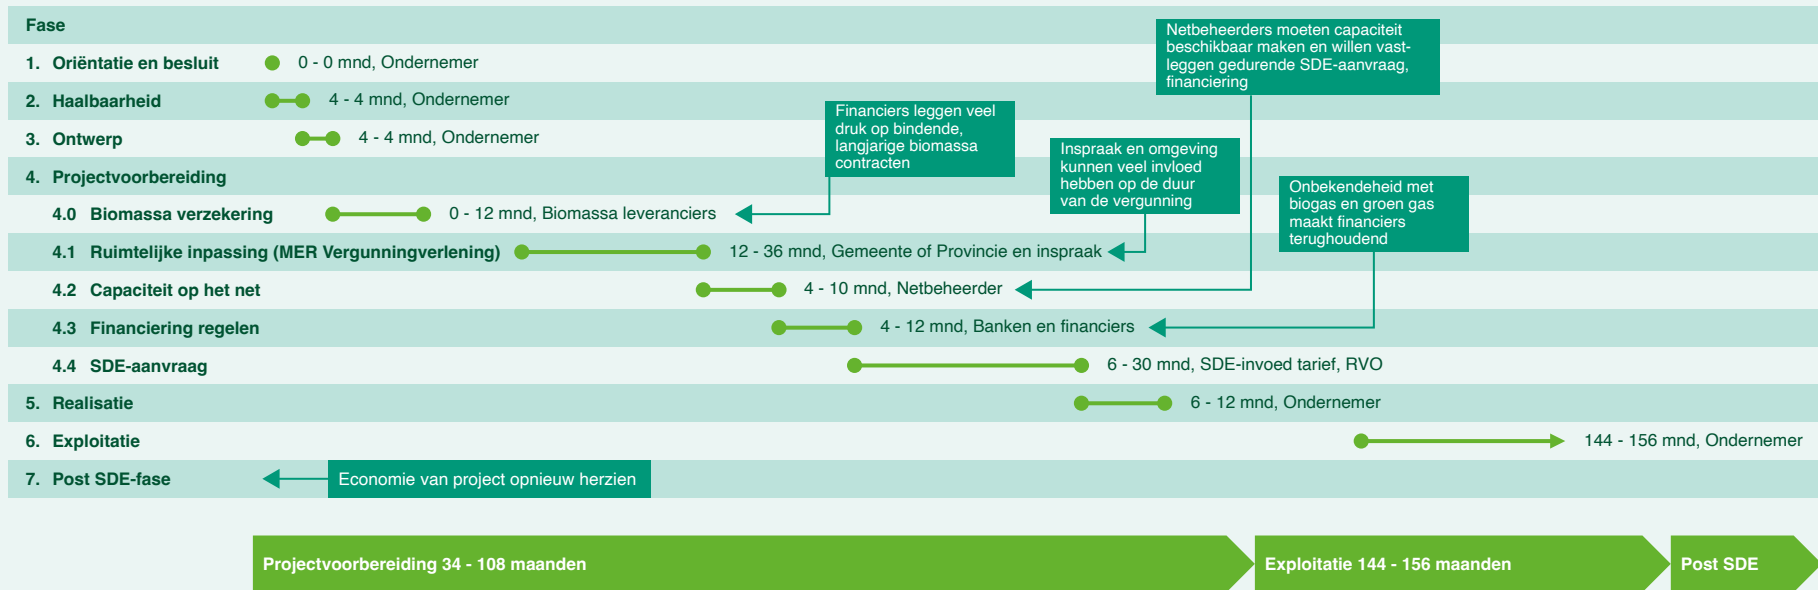 Fase
1. Oriëntatie en besluit
0 - 0 mnd, Ondernemer
2. Haalbaarheid
4 - 4 mnd, Ondernemer
3. Ontwerp
4 - 4 mnd, Ondernemer
4. Projectvoorbereiding
4.0 Biomassa verzekering
0 - 12 mnd, Biomassa leveranciers
4.1 Ruimtelijke inpassing (MER Vergunningverlening)
12 - 36 mnd, Gemeente of Provincie en inspraak
4.2 Capaciteit op het net
4 - 10 mnd, Netbeheerder
4.3 Financiering regelen
4 - 12 mnd, Banken en financiers
4.4 SDE-aanvraag
6 - 30 mnd, SDE-invoed tarief, RVO
5. Realisatie
6 - 12 mnd, Ondernemer
6. Exploitatie
144 - 156 mnd, Ondernemer
7. Post SDE-fase
Economie van project opnieuw herzien
Financiers leggen veel
druk op bindende,
langjarige biomassa
contracten
Inspraak en omgeving
kunnen veel invloed
hebben op de duur
van de vergunning
Netbeheerders moeten capaciteit
beschikbaar maken en willen vast-
leggen gedurende SDE-aanvraag,
financiering
Onbekendeheid met
biogas en groen gas
maakt financiers
terughoudend
Projectvoorbereiding 34 - 108 maanden
Exploitatie 144 - 156 maanden
Post SDE